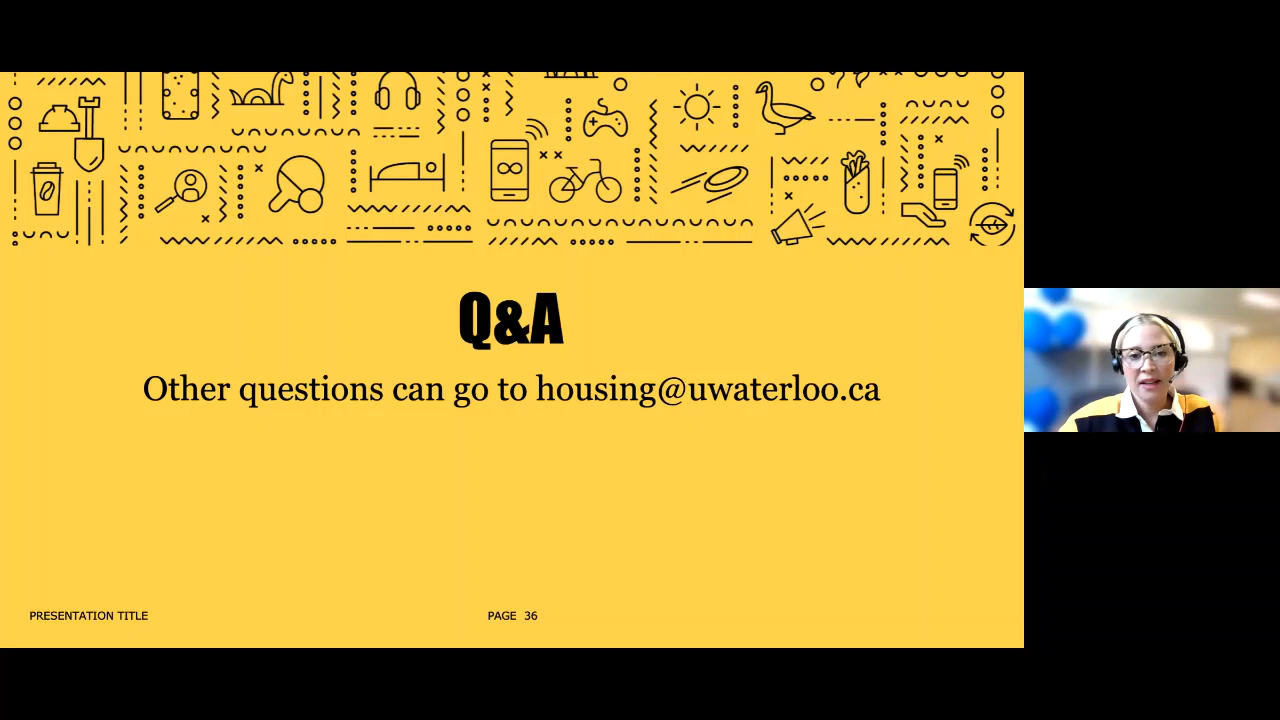 Q&A
Other questions can go to housing@uwaterloo.ca
PRESENTATION TITLE
PAGE 36